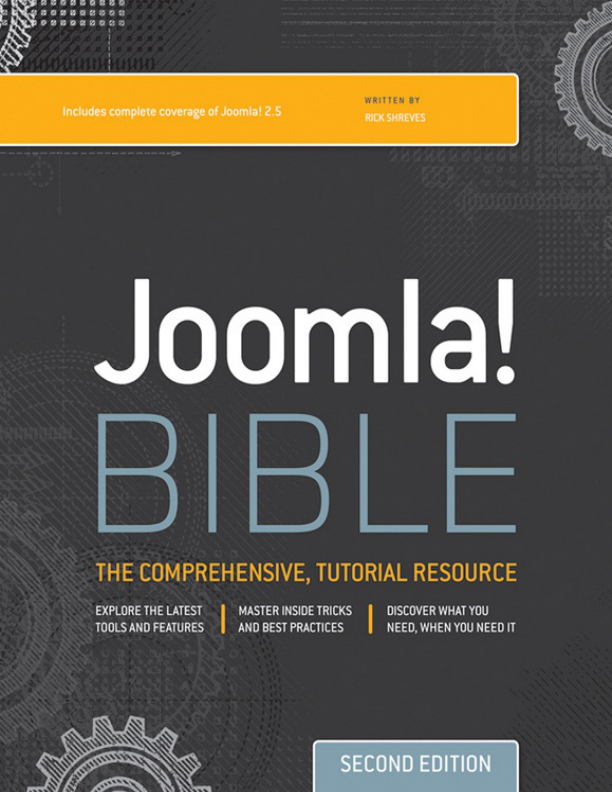 Includes complete coverage of Joomla! 2.5
WRITTEN BY
RICK SHREVES
Joomla!
BIBLE
THE COMPREHENSIVE, TUTORIAL RESOURCE
EXPLORE THE LATEST
TOOLS AND FEATURES
MASTER INSIDE TRICKS
AND BEST PRACTICES
DISCOVER WHAT YOU
NEED, WHEN YOU NEED IT
SECOND EDITION